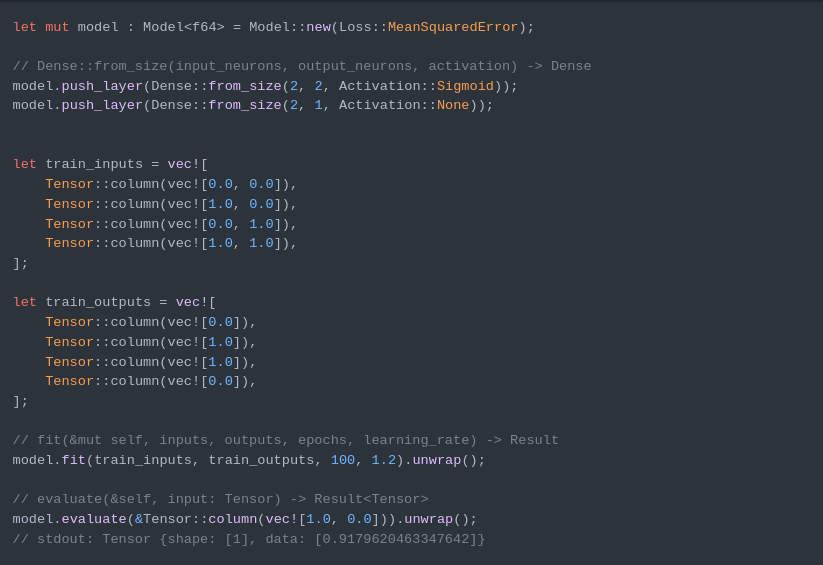 let mut model : Model<f64> = Model::new(Loss::MeanSquaredError);
// Dense::from_size(input_neurons, output_neurons, activation) -> Dense
model.push_layer(Dense::from_size(2, 2, Activation::Sigmoid));
model.push_layer(Dense::from_size(2, 1, Activation::None));
let train_inputs = vec![
    Tensor::column(vec![0.0, 0.0]),
    Tensor::column(vec![1.0, 0.0]),
    Tensor::column(vec![0.0, 1.0]),
    Tensor::column(vec![1.0, 1.0]),
];
let train_outputs = vec![
    Tensor::column(vec![0.0]),
    Tensor::column(vec![1.0]),
    Tensor::column(vec![1.0]),
    Tensor::column(vec![0.0]),
];
// fit(&mut self, inputs, outputs, epochs, learning_rate) -> Result
model.fit(train_inputs, train_outputs, 100, 1.2).unwrap();
// evaluate(&self, input: Tensor) -> Result<Tensor>
model.evaluate(&Tensor::column(vec![1.0, 0.0])).unwrap();
// stdout: Tensor {shape: [1], data: [0.9179620463347642]}